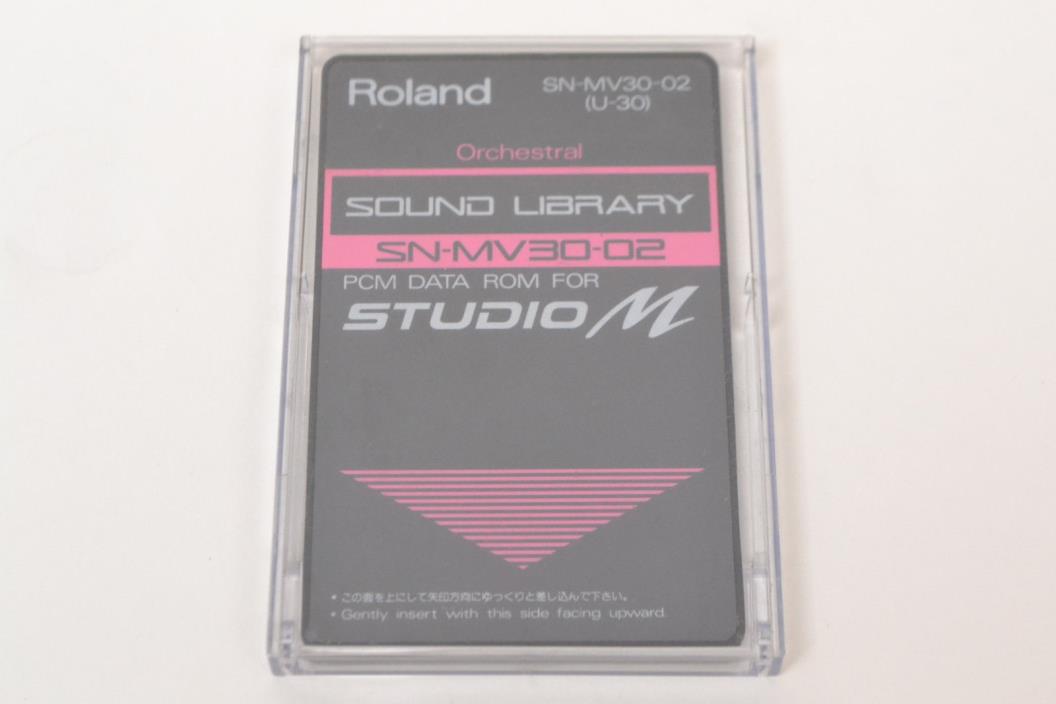 Roland
SN-MV30-02
(U-30)
Orchestral
SOUND LIBRARY
SN-MV30-02
PCM DATA ROM FOR
STUDIO M
* この面を上にして矢印方向にゆっくりと差し込んで下さい。
* Gently insert with this side facing upward.